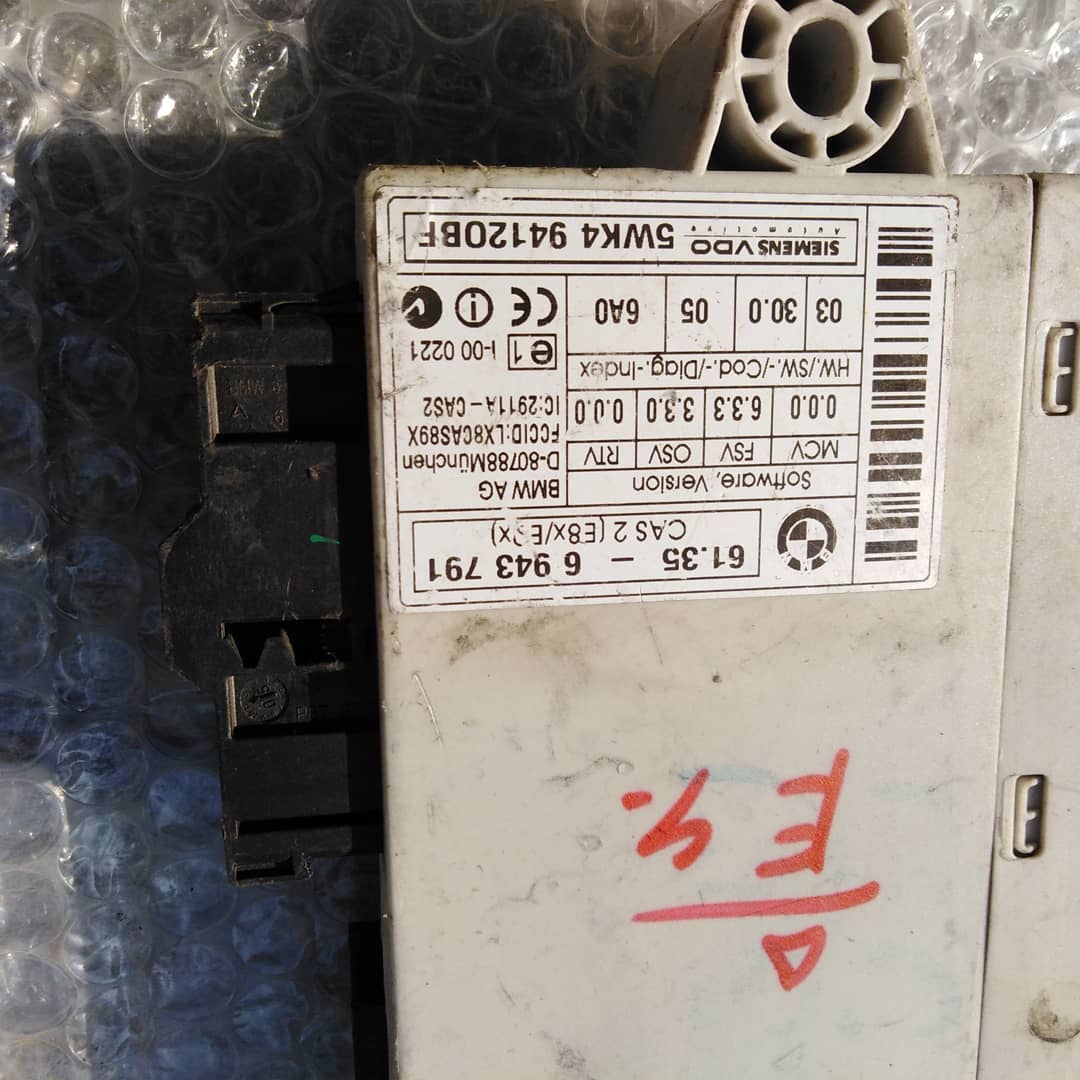 61.35 - 6 943 791
CAS 2 (E8x/E9x)
Software, Version
MCV FSV OSV RTV
0.0.0 6.3.3 3.3.0 0.0.0
HW./SW.-/Cod.-/Diag.-Index
03 30.0 05 6A0
BMW AG
D-80788München
FCCID:LX8CAS89X
IC:2911A-CAS2
e1 I-00 0221
CE
SIEMENS VDO
Automotive
5WK4 94120BF